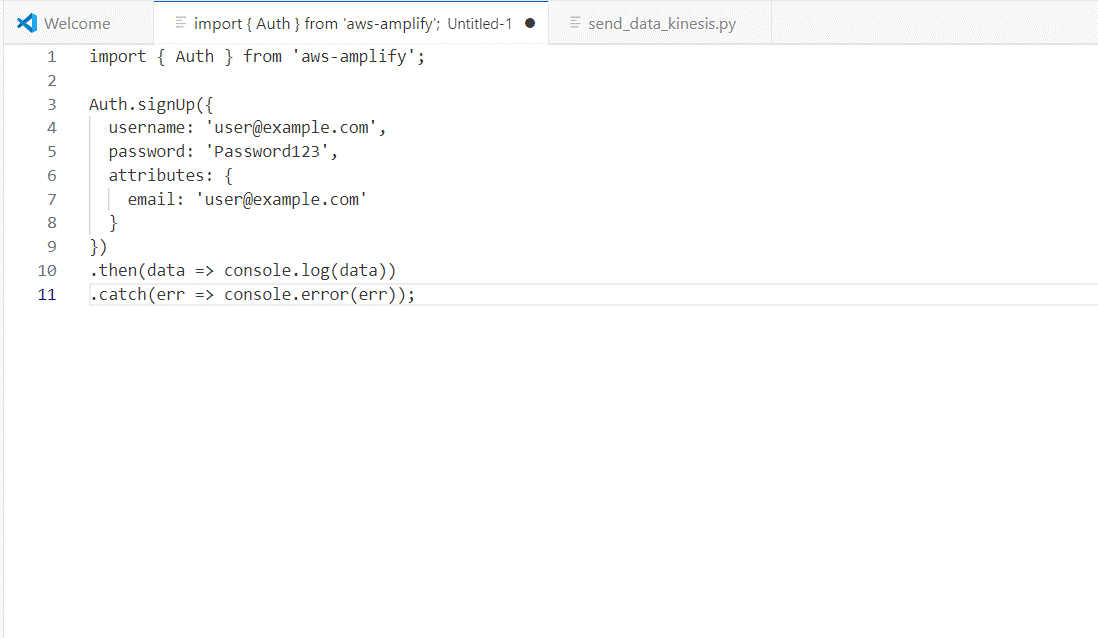 Welcome
import { Auth } from 'aws-amplify'; Untitled-1
send_data_kinesis.py
1 import { Auth } from 'aws-amplify';
2
3 Auth.signUp({
4   username: 'user@example.com',
5   password: 'Password123',
6   attributes: {
7     email: 'user@example.com'
8   }
9 })
10 .then(data => console.log(data))
11 .catch(err => console.error(err));